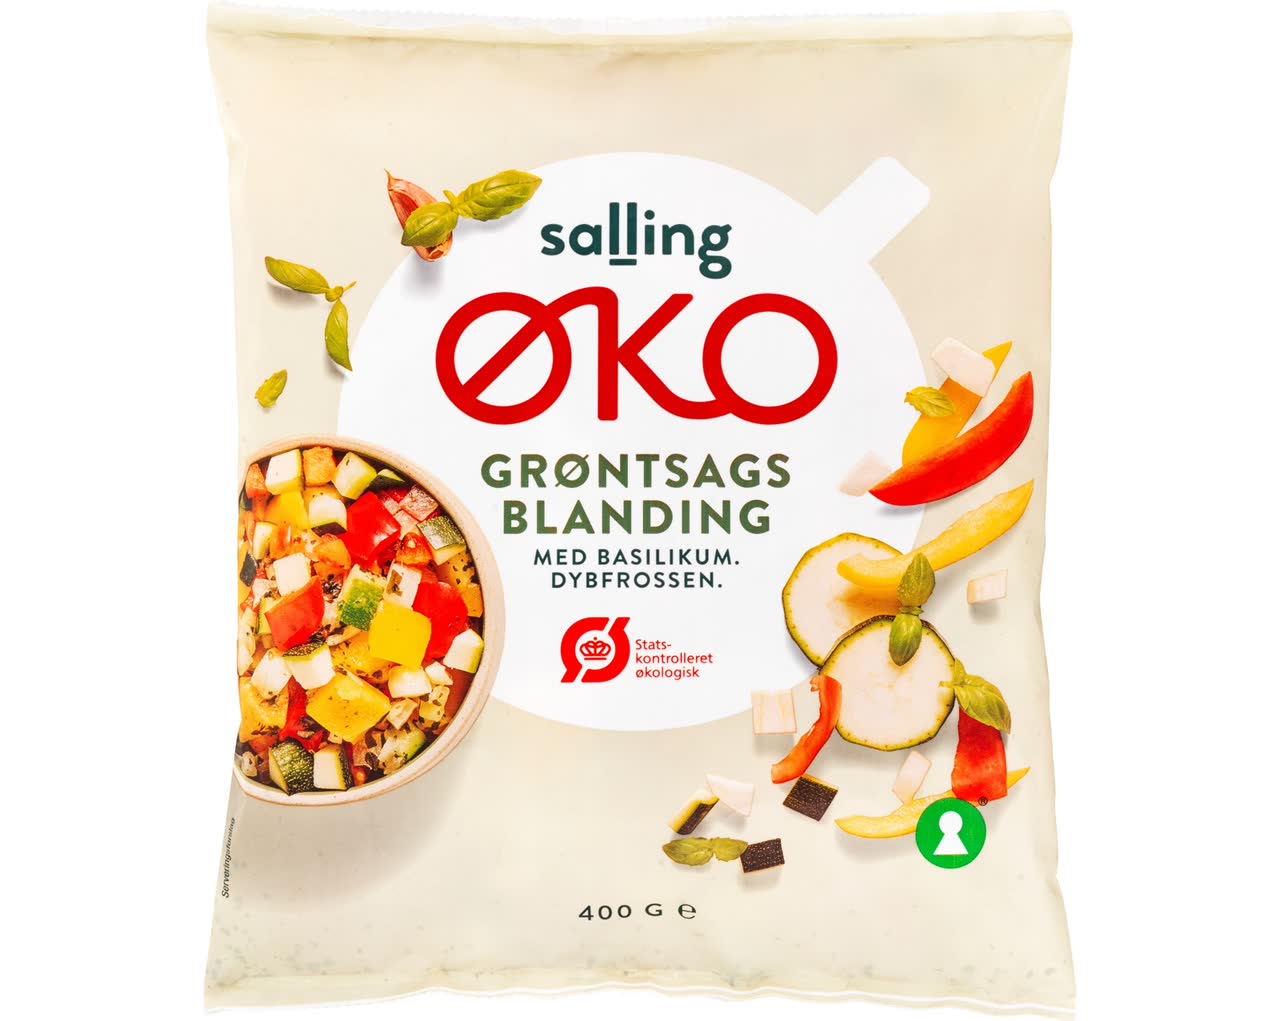 salling
ØKO
GRØNTSAGS
BLANDING
MED BASILIKUM.
DYBFROSSEN.
Stats-
kontrolleret
økologisk
®
Serveringsforslag
400 G ℮